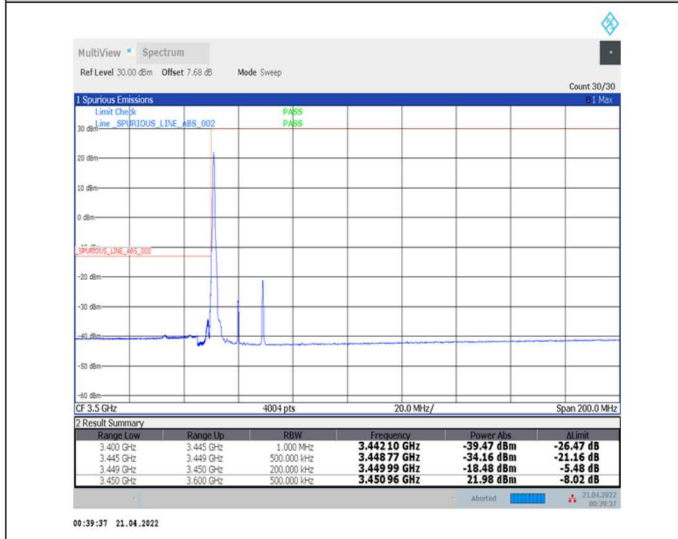 MultiView Spectrum
Ref Level 30.00 dBm Offset 7.68 dB Mode Sweep
Count 30/30
1 Spurious Emissions 1 Max
Limit Check PASS
Line _SPURIOUS_LINE_ABS_002 PASS
30 dBm
20 dBm
10 dBm
0 dBm
-10 dBm
_SPURIOUS_LINE_ABS_002
-20 dBm
-30 dBm
-40 dBm
-50 dBm
-60 dBm
CF 3.5 GHz 4004 pts 20.0 MHz/ Span 200.0 MHz
2 Result Summary
Range Low Range Up RBW Frequency Power Abs ΔLimit
3.400 GHz 3.445 GHz 1.000 MHz 3.442 10 GHz -39.47 dBm -26.47 dB
3.445 GHz 3.449 GHz 500.000 kHz 3.448 77 GHz -34.16 dBm -21.16 dB
3.449 GHz 3.450 GHz 200.000 kHz 3.449 99 GHz -18.48 dBm -5.48 dB
3.450 GHz 3.600 GHz 500.000 kHz 3.450 96 GHz 21.98 dBm -8.02 dB
Aborted 21.04.2022
00:39:37
00:39:37 21.04.2022